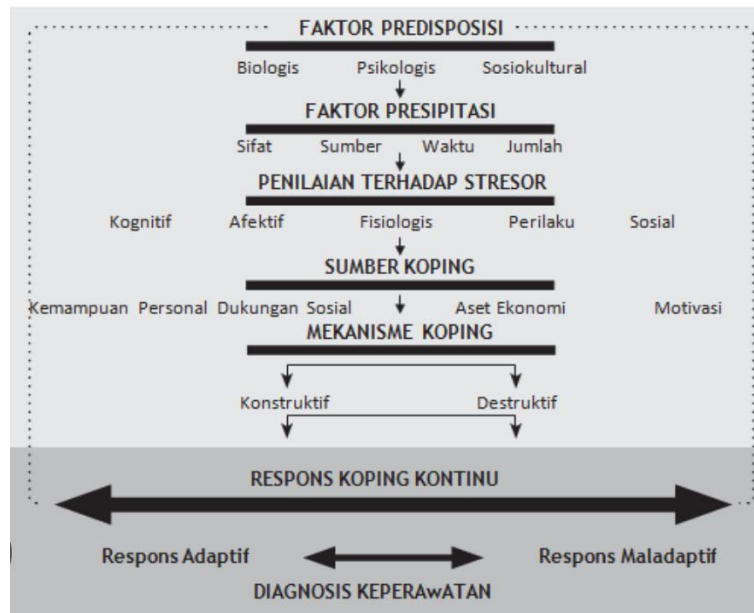 FAKTOR PREDISPOSISI
Biologis Psikologis Sosiokultural
FAKTOR PRESIPITASI
Sifat Sumber Waktu Jumlah
PENILAIAN TERHADAP STRESOR
Kognitif Afektif Fisiologis Perilaku Sosial
SUMBER KOPING
Kemampuan Personal Dukungan Sosial Aset Ekonomi Motivasi
MEKANISME KOPING
Konstruktif Destruktif
RESPONS KOPING KONTINU
Respons Adaptif Respons Maladaptif
DIAGNOSIS KEPERAwATAN